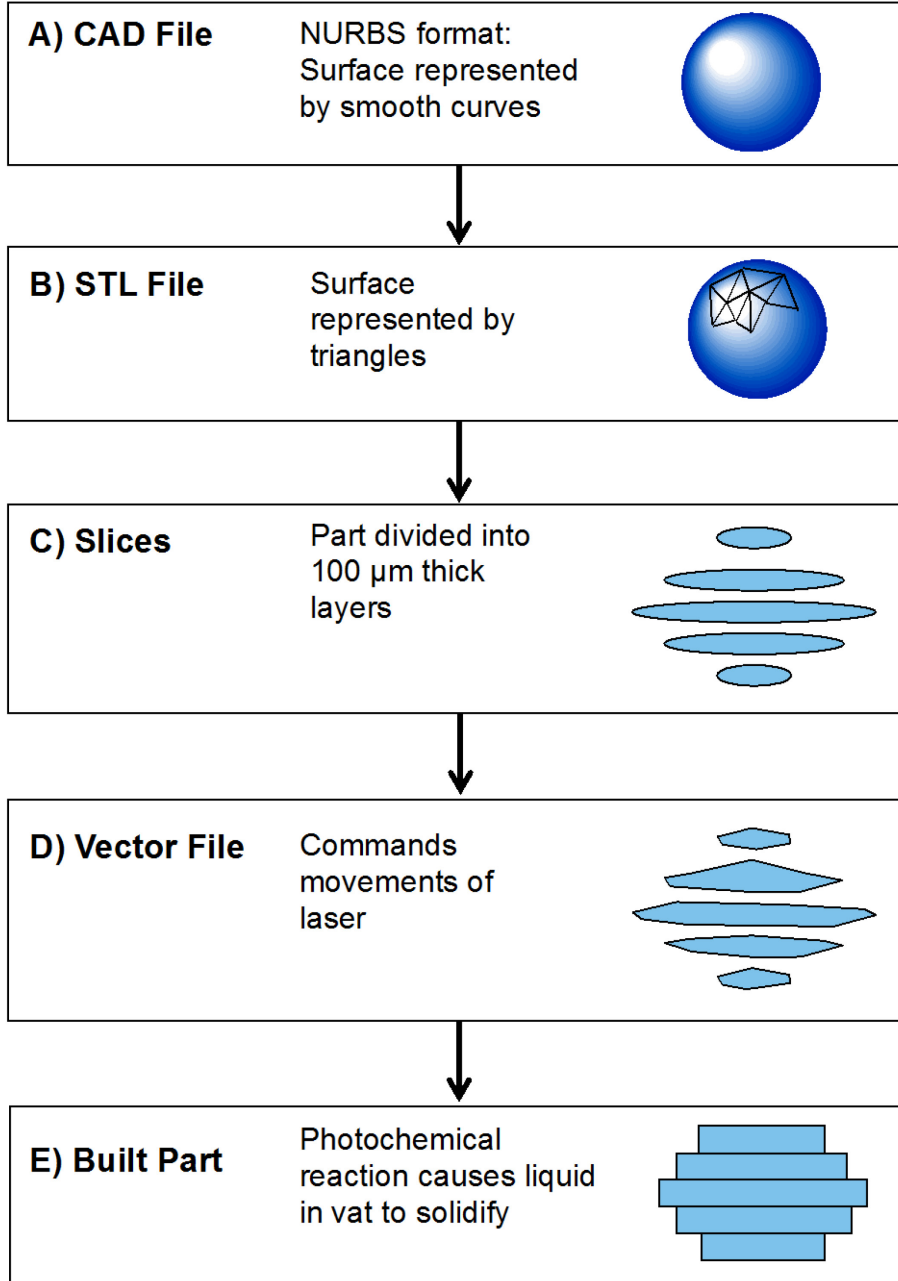 A) CAD File
NURBS format:
Surface represented
by smooth curves
B) STL File
Surface
represented by
triangles
C) Slices
Part divided into
100 µm thick
layers
D) Vector File
Commands
movements of
laser
E) Built Part
Photochemical
reaction causes liquid
in vat to solidify